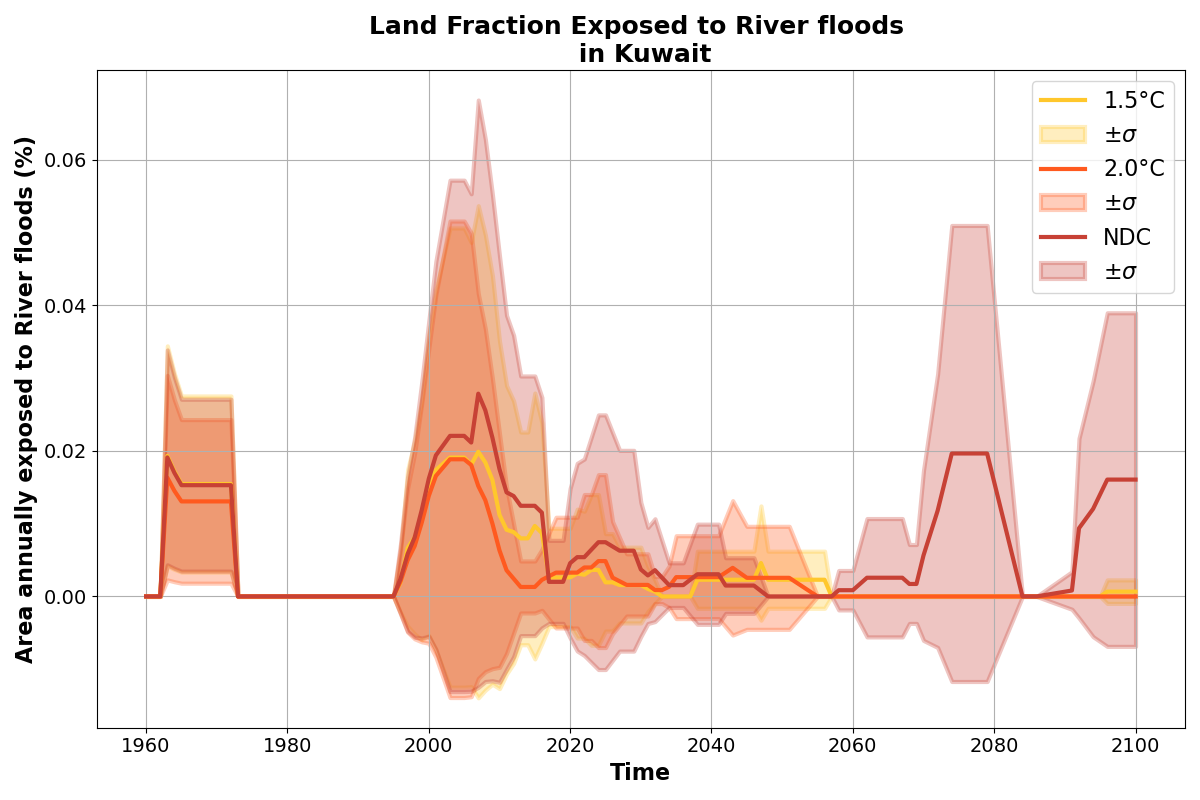 Land Fraction Exposed to River floods
in Kuwait
Area annually exposed to River floods (%)
0.06
0.04
0.02
0.00
1960 1980 2000 2020 2040 2060 2080 2100
Time
1.5°C
±σ
2.0°C
±σ
NDC
±σ